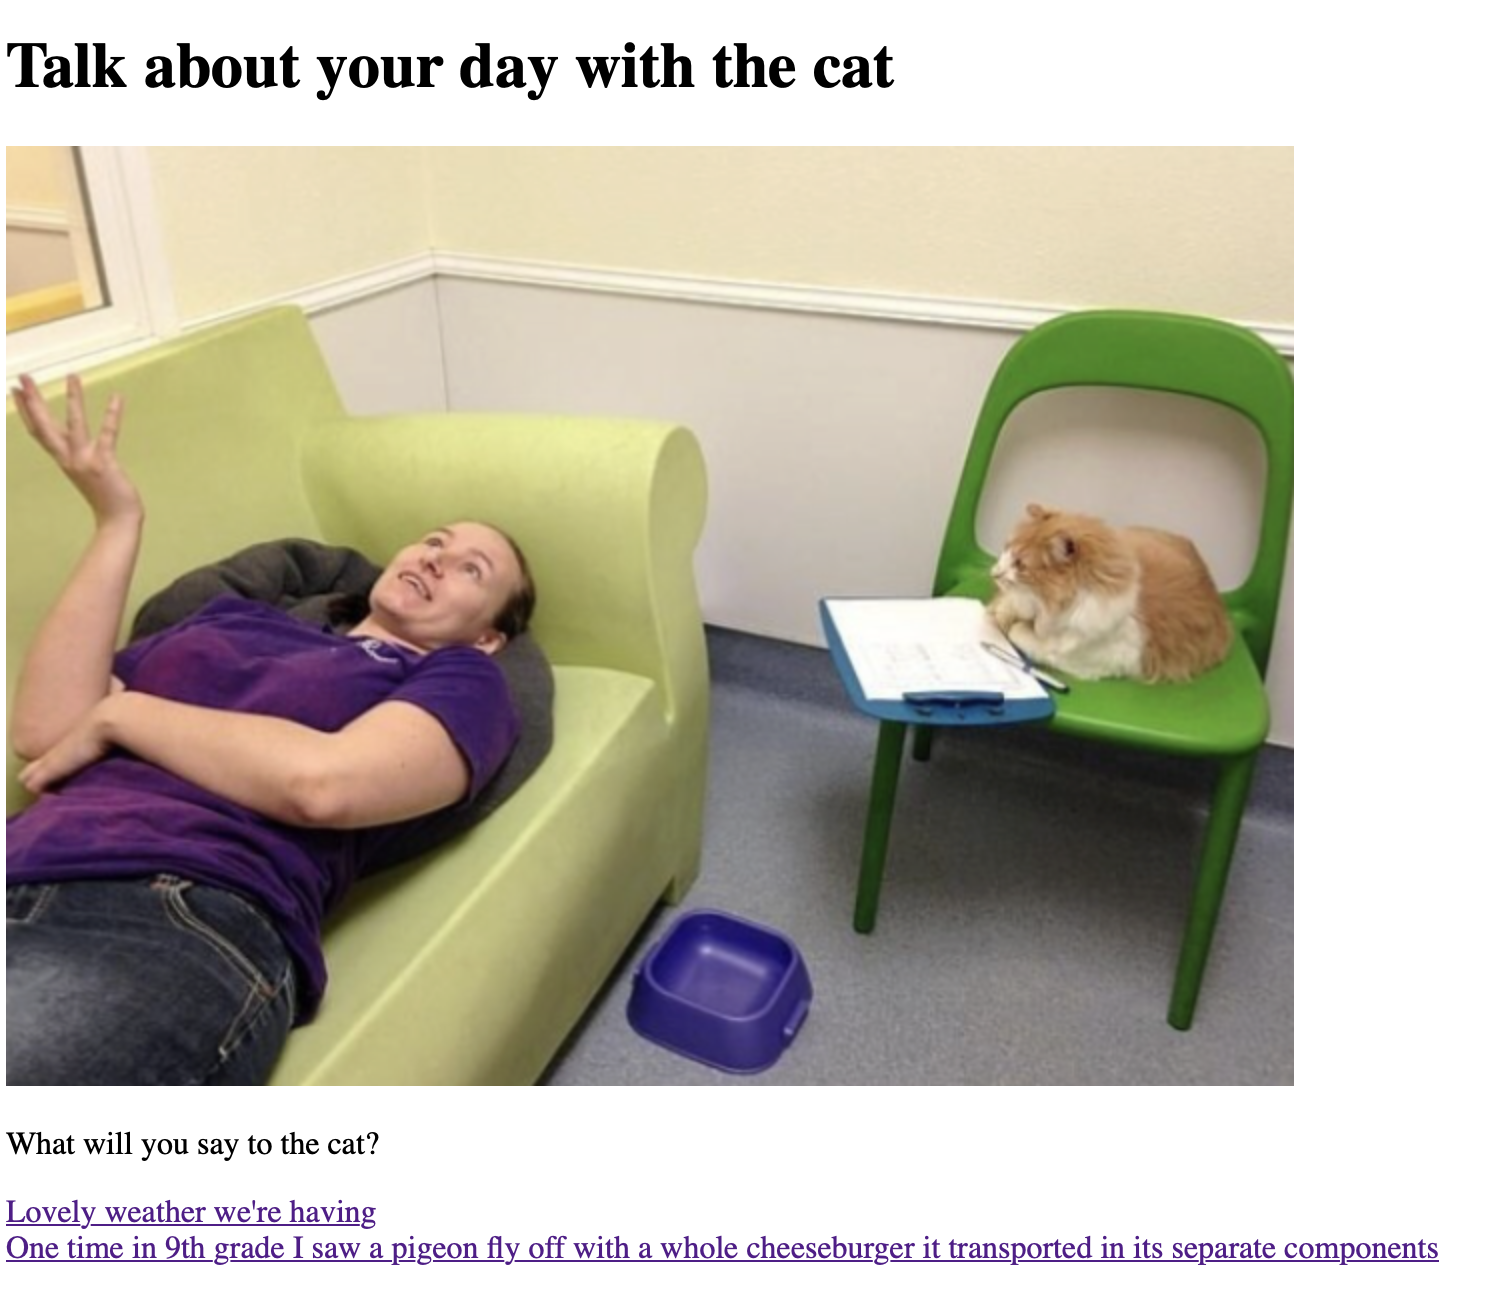 Talk about your day with the cat
What will you say to the cat?
Lovely weather we're having
One time in 9th grade I saw a pigeon fly off with a whole cheeseburger it transported in its separate components